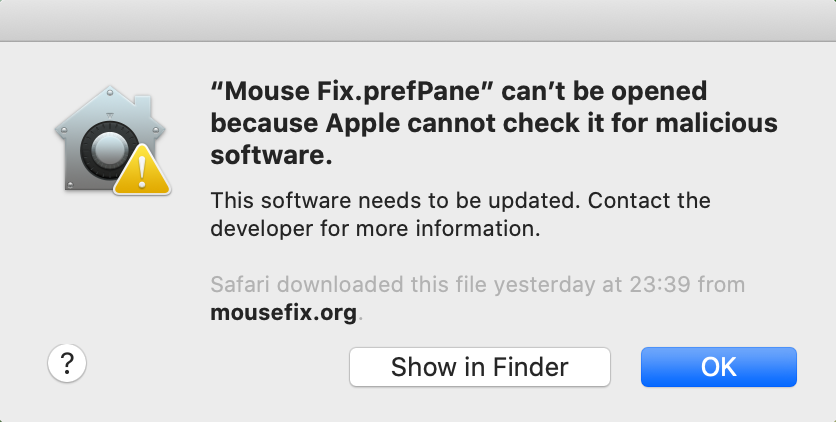 “Mouse Fix.prefPane” can’t be opened
because Apple cannot check it for malicious
software.
This software needs to be updated. Contact the
developer for more information.
Safari downloaded this file yesterday at 23:39 from
mousefix.org.
?
Show in Finder
OK